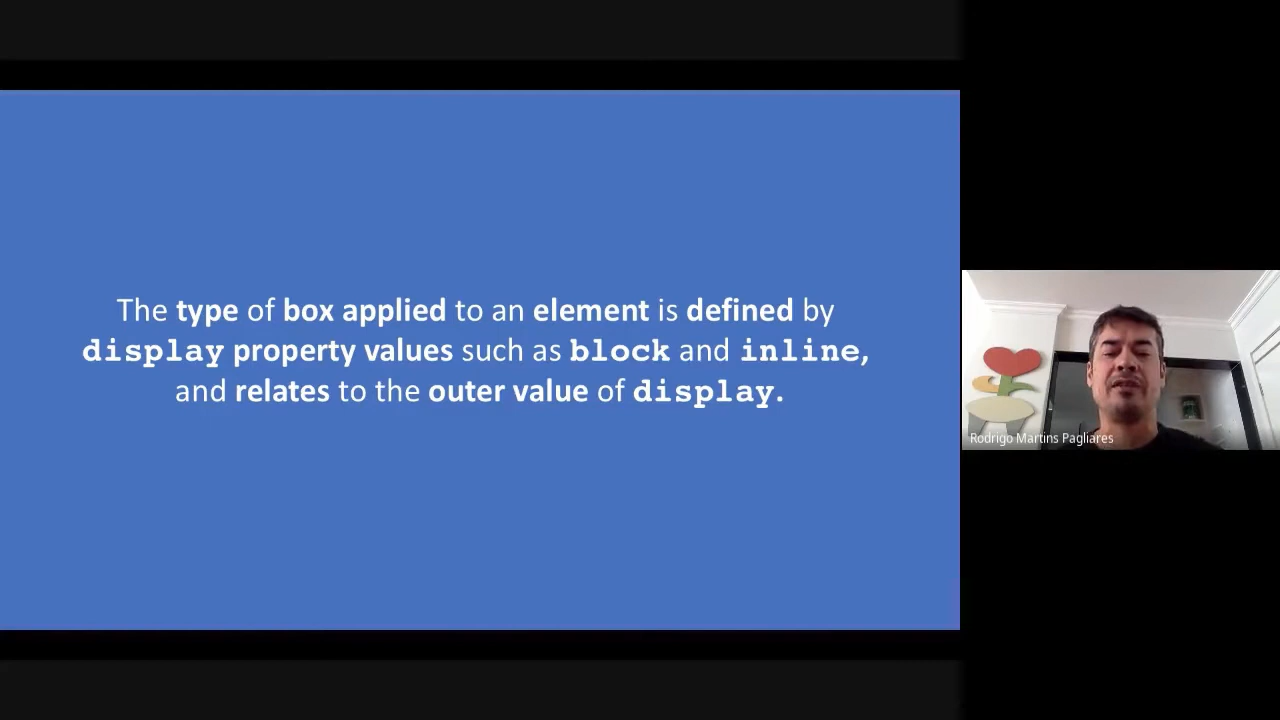 The type of box applied to an element is defined by
display property values such as block and inline,
and relates to the outer value of display.
Rodrigo Martins Pagliares